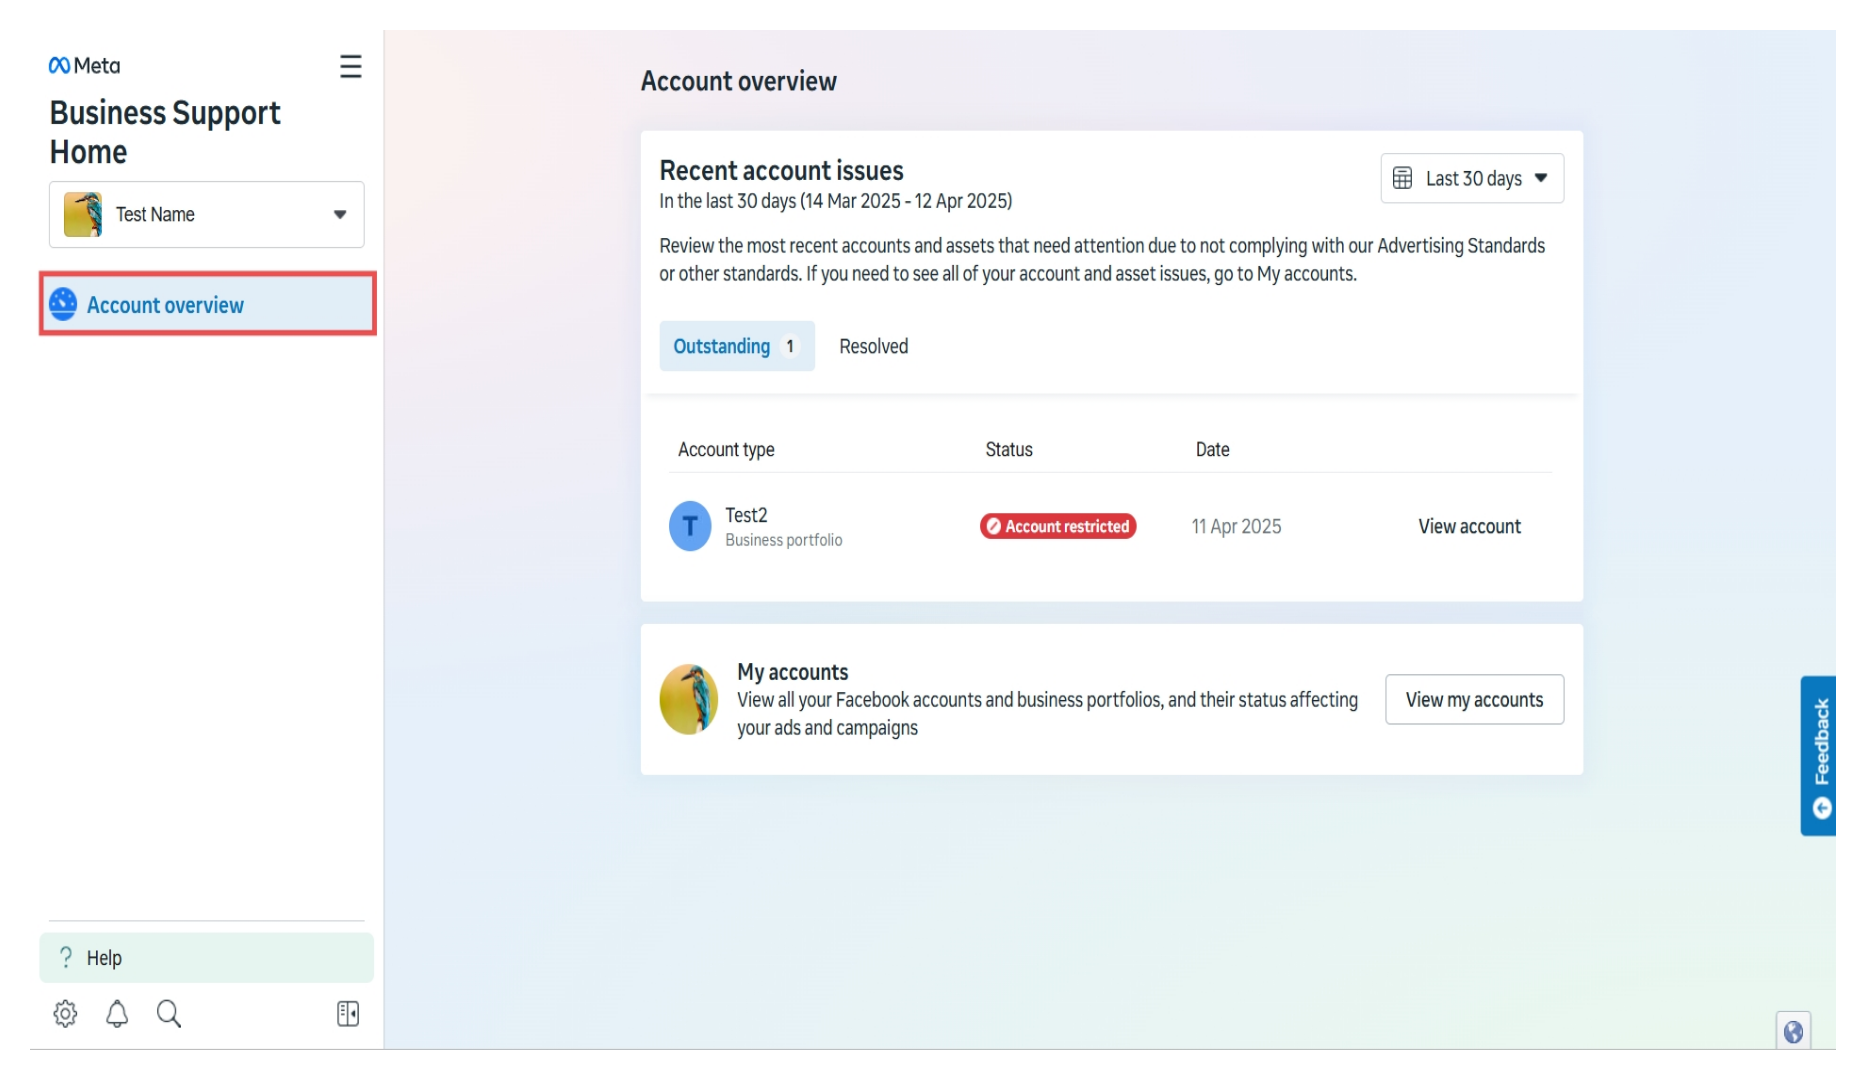 Meta
Business Support
Home
Test Name
Account overview
? Help
Account overview
Recent account issues
In the last 30 days (14 Mar 2025 - 12 Apr 2025)
Last 30 days
Review the most recent accounts and assets that need attention due to not complying with our Advertising Standards
or other standards. If you need to see all of your account and asset issues, go to My accounts.
Outstanding 1 Resolved
Account type Status Date
T Test2
Business portfolio
Account restricted 11 Apr 2025 View account
My accounts
View all your Facebook accounts and business portfolios, and their status affecting
your ads and campaigns
View my accounts
Feedback